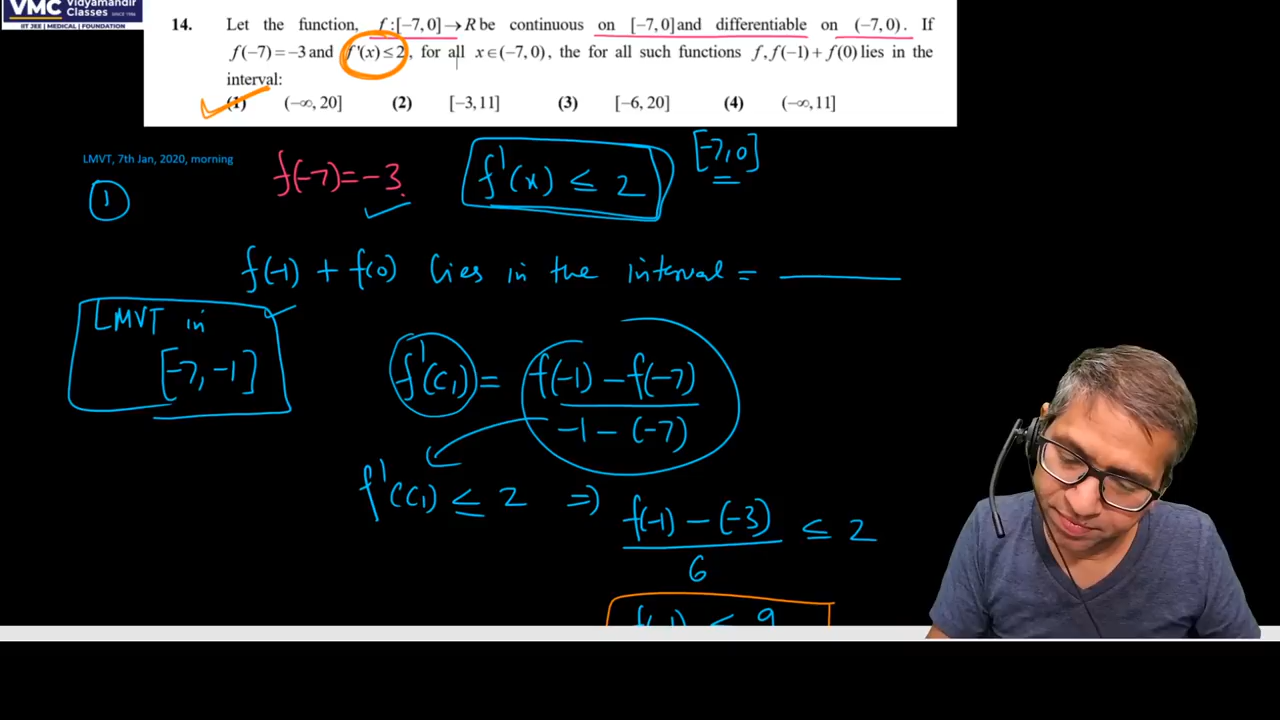 VMC Vidyamandir Classes SINCE 1986
IIT JEE | MEDICAL | FOUNDATION
14. Let the function, f :[−7,0]→R be continuous on [−7,0]and differentiable on (−7,0). If
f(−7)=−3 and f'(x)≤2, for all x∈(−7,0), the for all such functions f, f(−1)+f(0) lies in the
interval:
(1) (−∞, 20] (2) [−3,11] (3) [−6,20] (4) (−∞,11]
LMVT, 7th Jan, 2020, morning
① f(-7)=-3 f'(x) ≤ 2 [-7,0]
f(-1) + f(0) lies in the interval =
LMVT in
[-7,-1]
f'(c1) = f(-1) - f(-7)
-1 - (-7)
f'(c1) ≤ 2 ⇒ f(-1) - (-3) ≤ 2
6
f(-1) ≤ 9